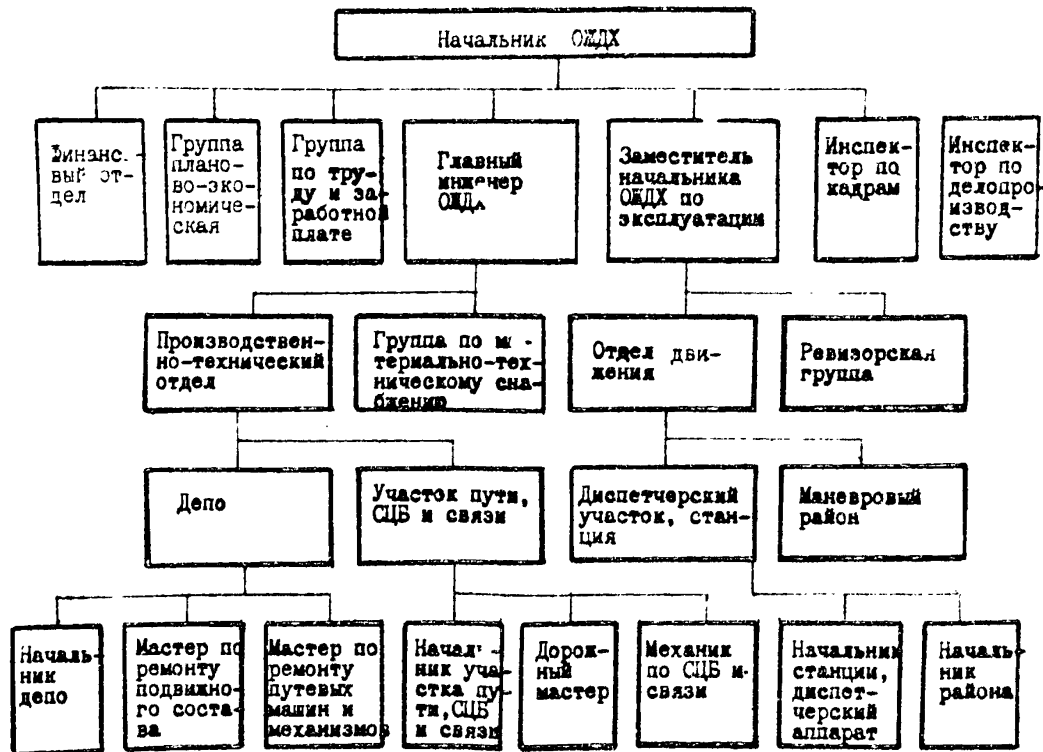 Начальник ОЖДХ
Финанс.
вый от-
дел
Группа
плано-
во-эко-
номиче-
ская
Группа
по тру-
ду и за-
работной
плате
Главный
инженер
ОЖДХ
Заместитель
начальника
ОЖДХ по
эксплуатации
Инспек-
тор по
кадрам
Инспек-
тор по
делопро-
извод-
ству
Производствен-
но-технический
отдел
Группа по м -
териально-тех-
ническому сна-
бжению
Отдел дви-
жения
Ревизорская
группа
Депо
Участок пути,
СЦБ и связи
Диспетчерский
участок, стан-
ция
Маневровый
район
Началь-
ник
депо
Мастер по
ремонту
подвижно-
го соста-
ва
Мастер по
ремонту
путевых
машин и
механизмов
Начал -
ник уча-
стка пу-
ти, СЦБ
и связи
Дорож-
ный
мастер
Механик
по СЦБ и
связи
Начальник
станции,
диспет-
черский
аппарат
Началь-
ник
района